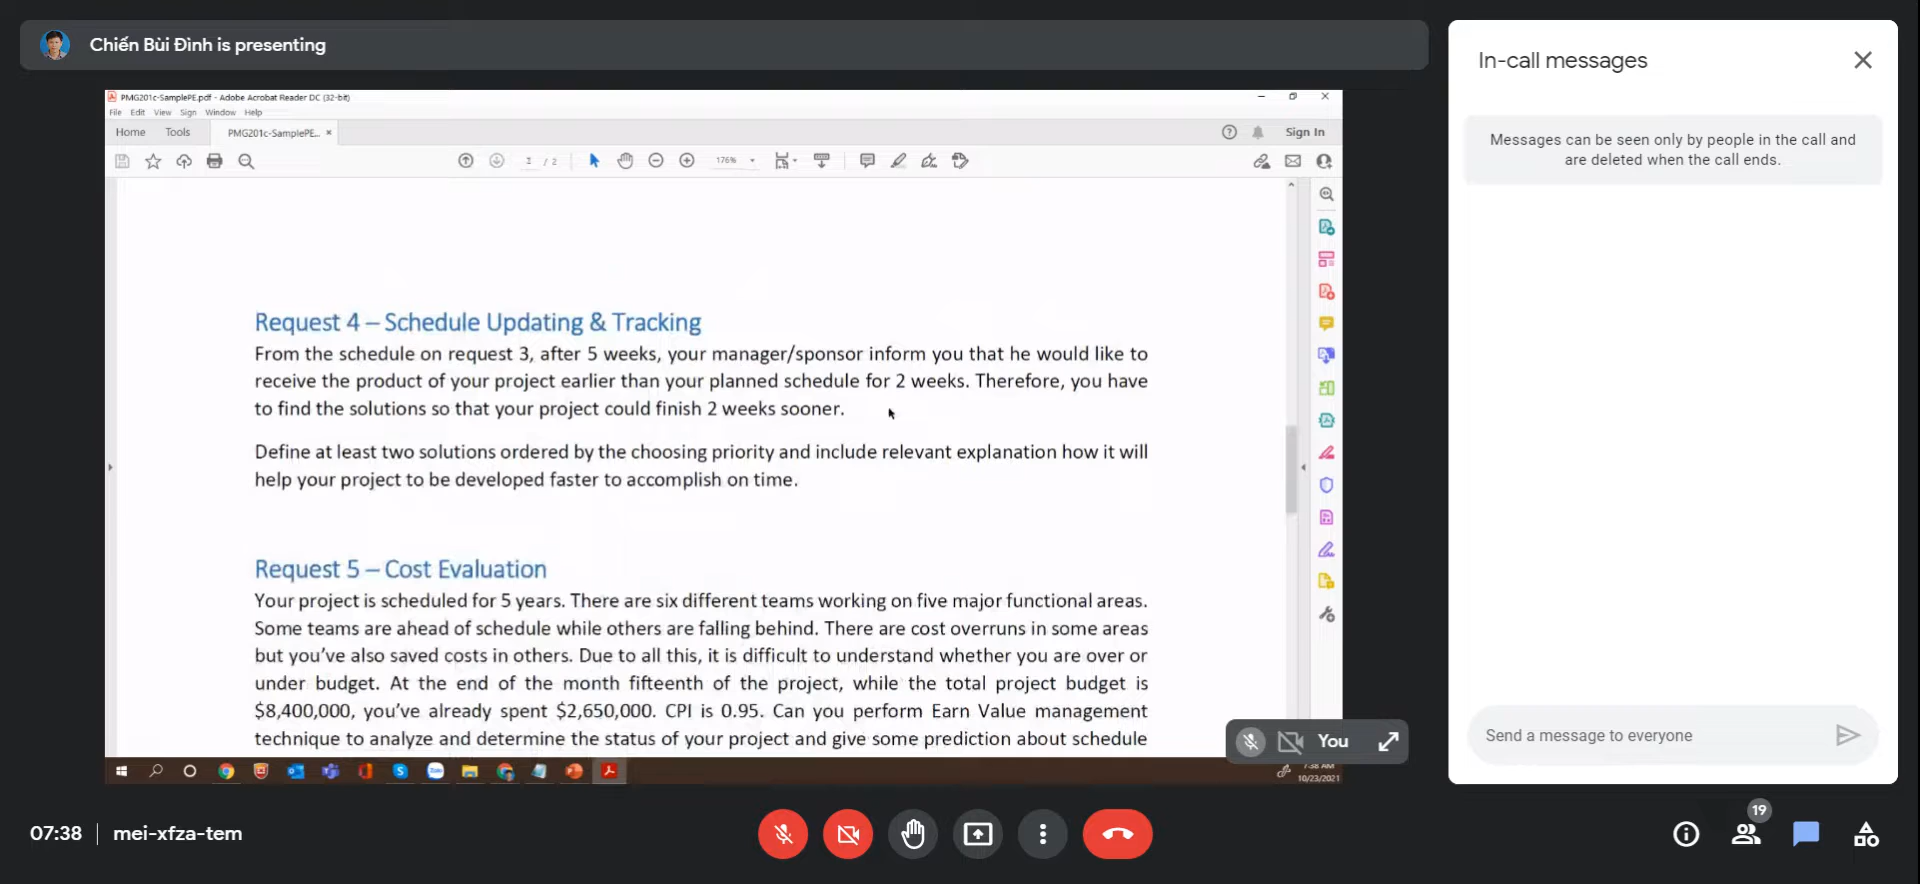 Chiến Bùi Đình is presenting
PMG201c-SamplePE.pdf - Adobe Acrobat Reader DC (32-bit)
File Edit View Sign Window Help
Home Tools PMG201c-SamplePE... × Sign In
/ 2 176%
Request 4 – Schedule Updating & Tracking
From the schedule on request 3, after 5 weeks, your manager/sponsor inform you that he would like to
receive the product of your project earlier than your planned schedule for 2 weeks. Therefore, you have
to find the solutions so that your project could finish 2 weeks sooner.
Define at least two solutions ordered by the choosing priority and include relevant explanation how it will
help your project to be developed faster to accomplish on time.
Request 5 – Cost Evaluation
Your project is scheduled for 5 years. There are six different teams working on five major functional areas.
Some teams are ahead of schedule while others are falling behind. There are cost overruns in some areas
but you've also saved costs in others. Due to all this, it is difficult to understand whether you are over or
under budget. At the end of the month fifteenth of the project, while the total project budget is
$8,400,000, you've already spent $2,650,000. CPI is 0.95. Can you perform Earn Value management
technique to analyze and determine the status of your project and give some prediction about schedule
You
7:38 AM
10/23/2021
In-call messages
Messages can be seen only by people in the call and
are deleted when the call ends.
Send a message to everyone
07:38 | mei-xfza-tem
19